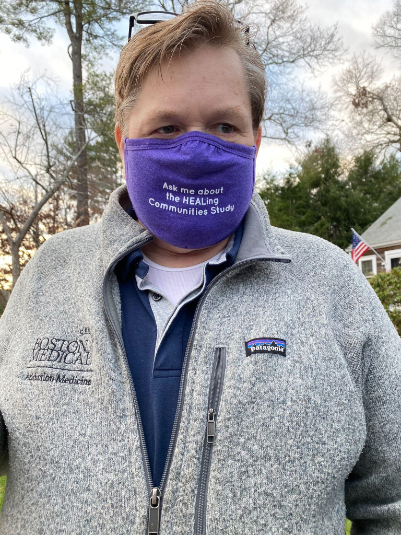 Ask me about
the HEALing
Communities Study
BOSTON
MEDICAL
Addiction Medicine
patagonia